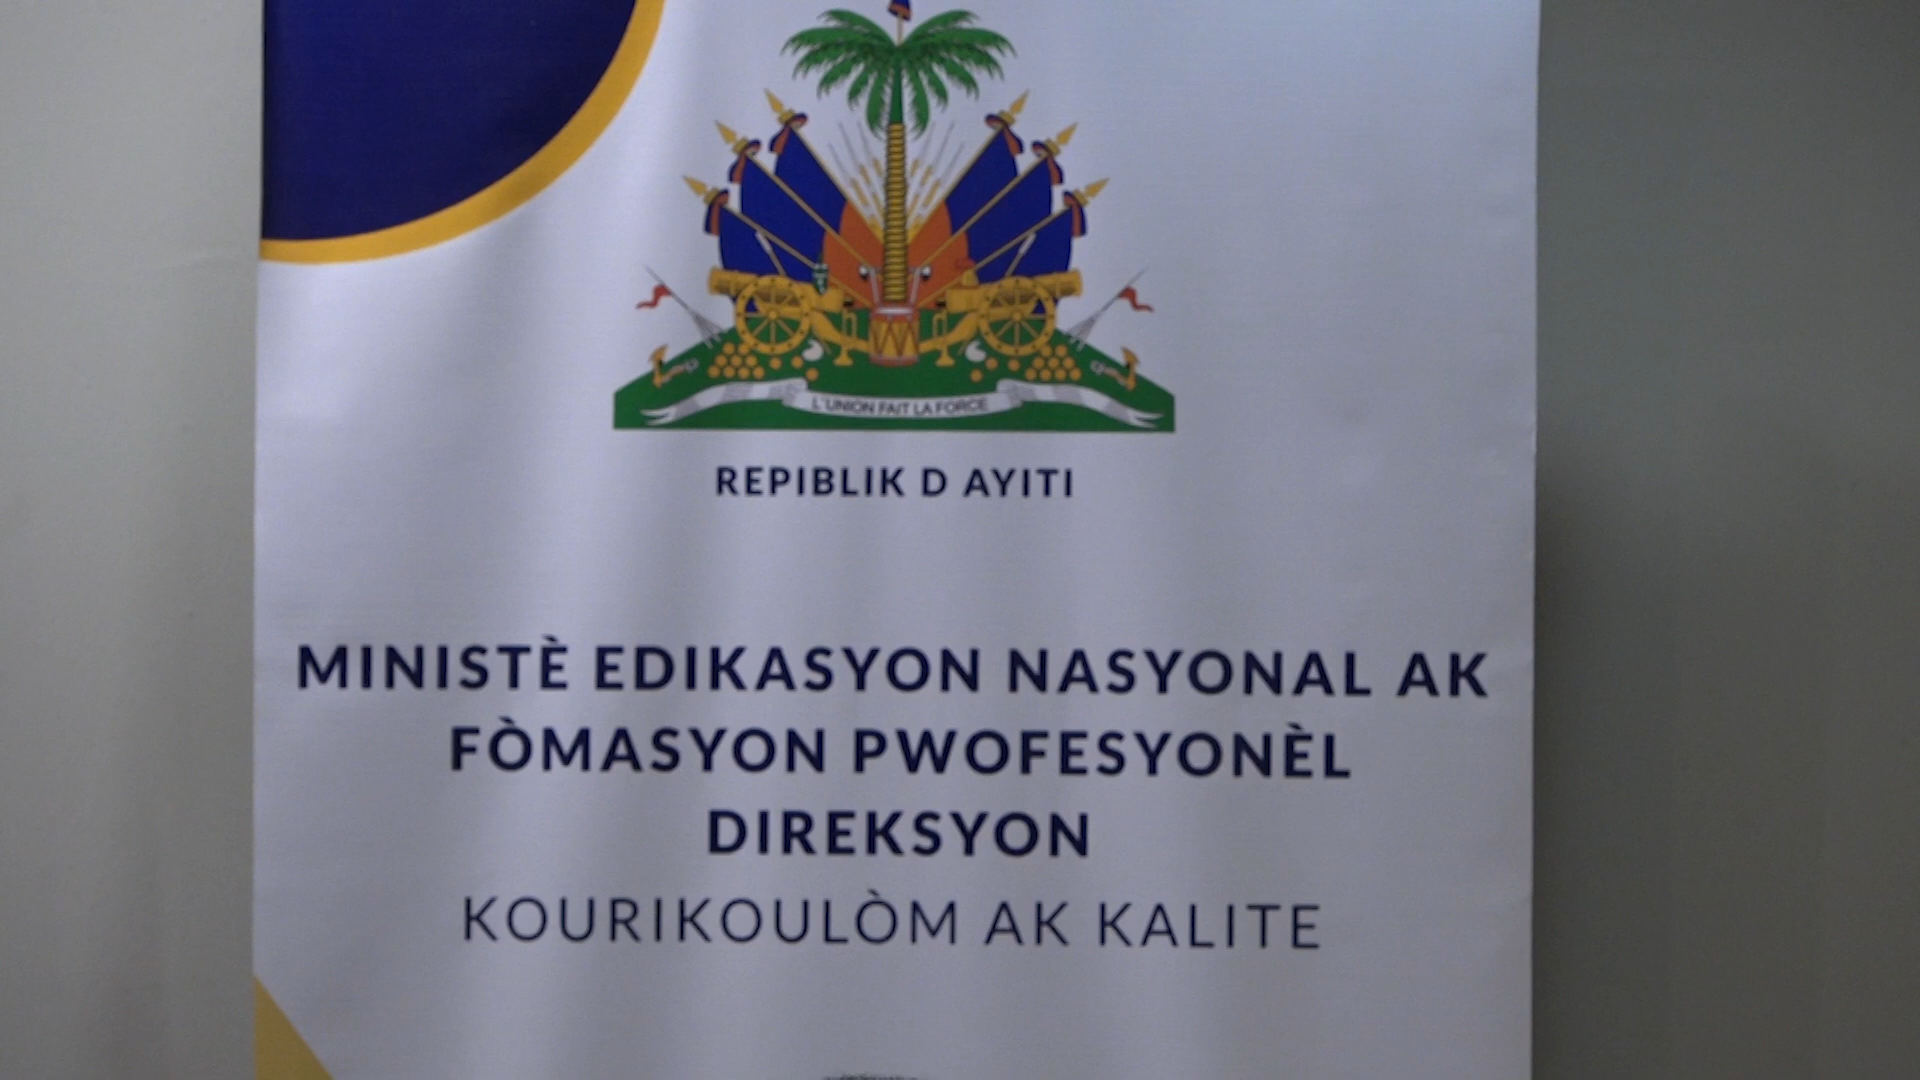 L'UNION FAIT LA FORCE
REPIBLIK D AYITI
MINISTÈ EDIKASYON NASYONAL AK
FÒMASYON PWOFESYONÈL
DIREKSYON
KOURIKOULÒM AK KALITE